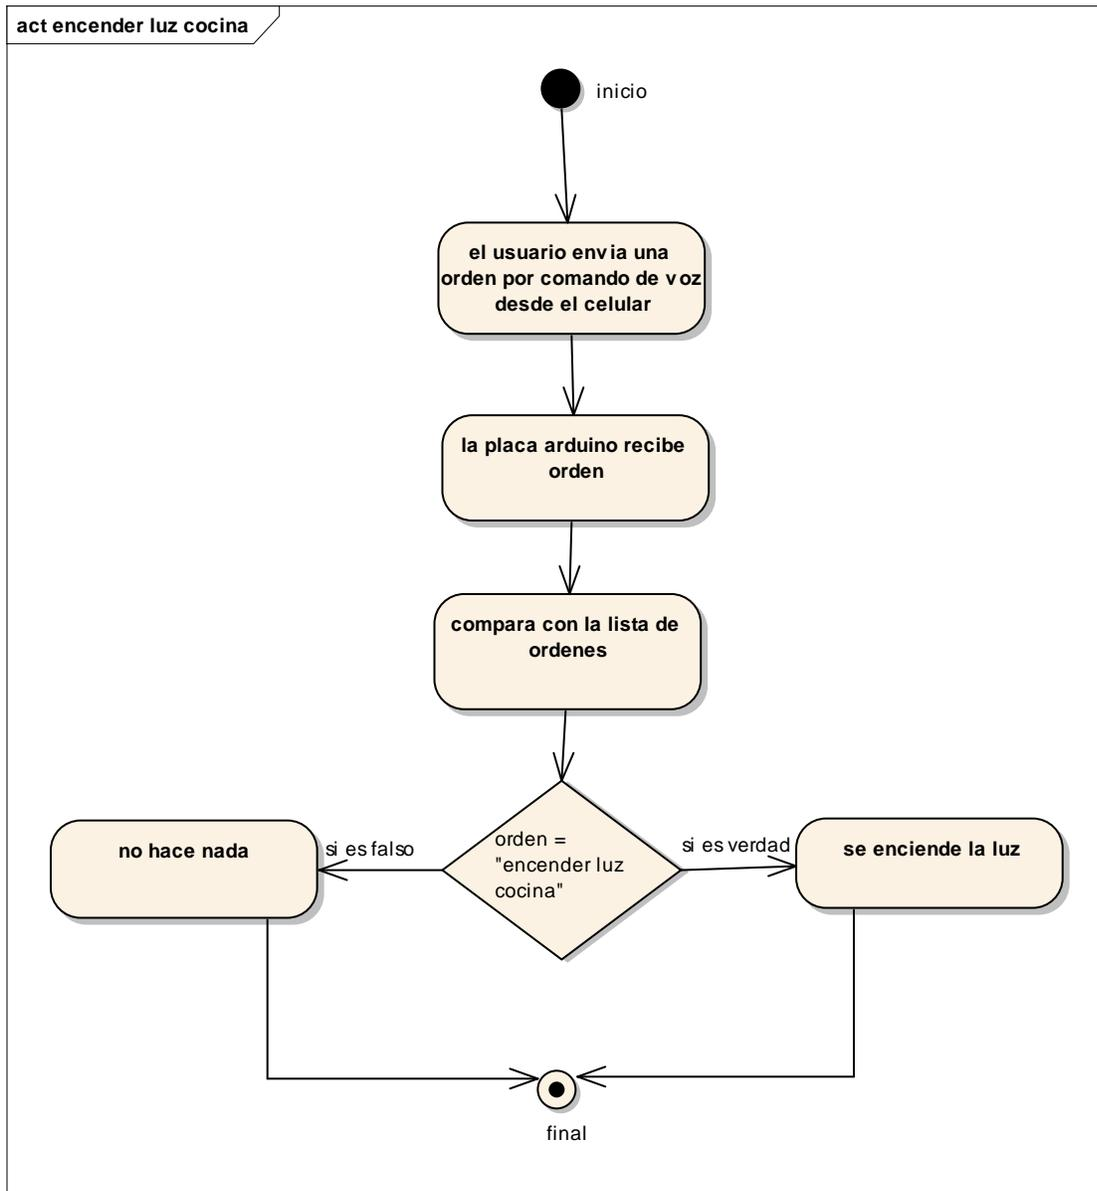 act encender luz cocina
inicio
el usuario envia una
orden por comando de voz
desde el celular
la placa arduino recibe
orden
compara con la lista de
ordenes
orden =
"encender luz
cocina"
si es falso
no hace nada
si es verdad
se enciende la luz
final